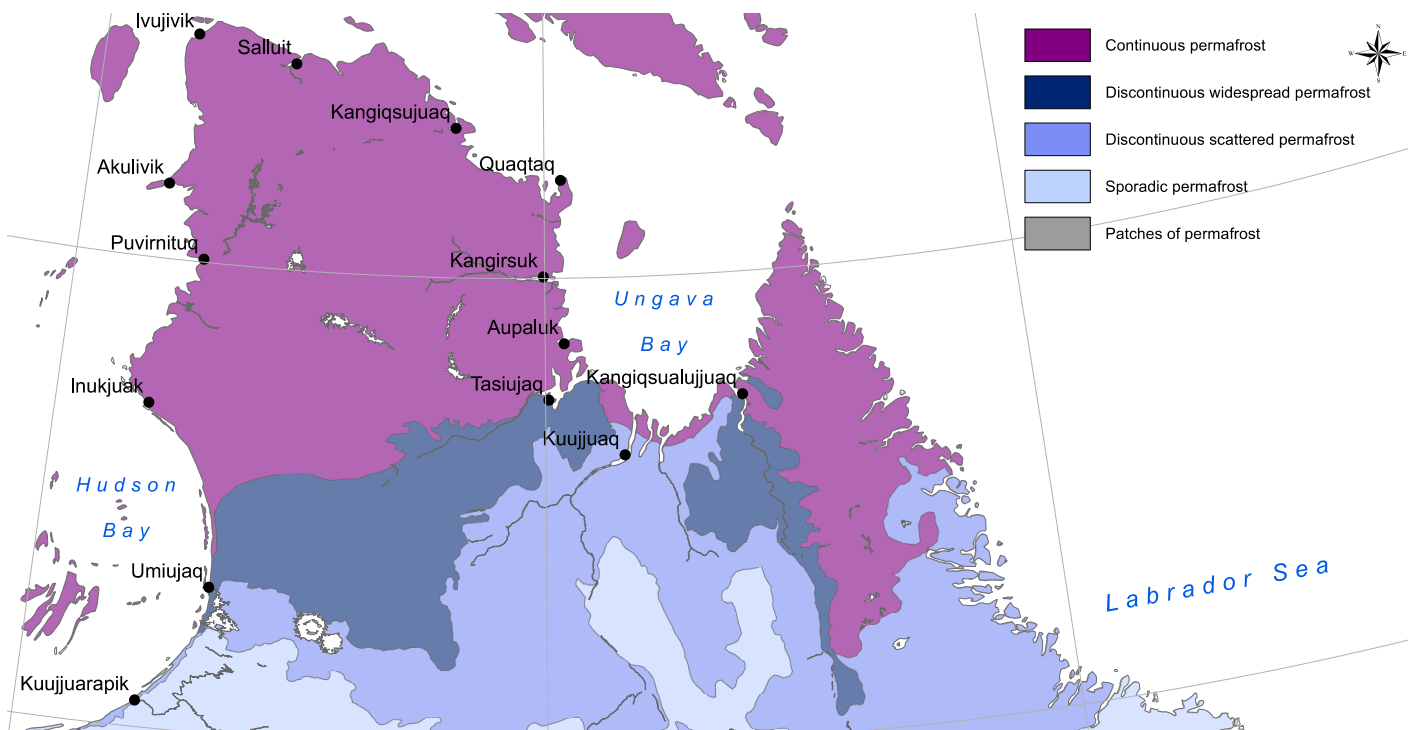 Ivujivik
Salluit
Kangiqsujuaq
Akulivik
Quaqtaq
Puvirnituq
Kangirsuk
Ungava
Bay
Aupaluk
Inukjuak
Tasiujaq
Kangiqsualujjuaq
Kuujjuaq
Hudson
Bay
Umiujaq
Kuujjuarapik
Labrador Sea
Continuous permafrost
Discontinuous widespread permafrost
Discontinuous scattered permafrost
Sporadic permafrost
Patches of permafrost
N
W
E
S